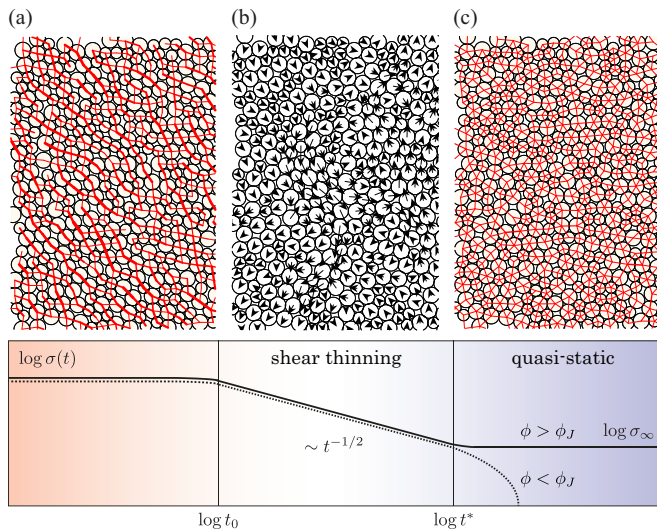 (a) (b) (c)
log σ(t) shear thinning quasi-static
ϕ > ϕ_J log σ_∞
~ t^{-1/2}
ϕ < ϕ_J
log t_0 log t*